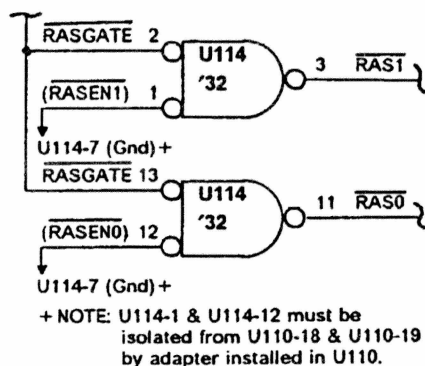 RASGATE 2
U114
'32
3 RAS1
(RASEN1) 1
U114-7 (Gnd) +
RASGATE 13
U114
'32
11 RAS0
(RASEN0) 12
U114-7 (Gnd) +
+ NOTE: U114-1 & U114-12 must be
isolated from U110-18 & U110-19
by adapter installed in U110.